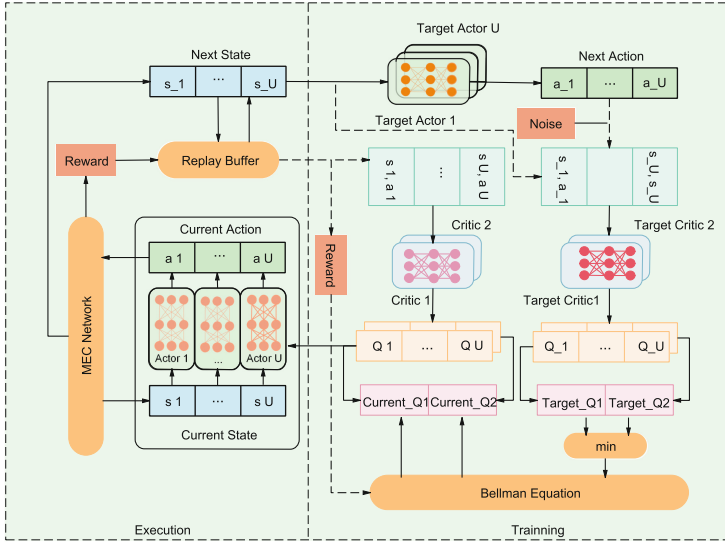 Target Actor U
Next State
Next Action
s_1 ... s_U
a_1 ... a_U
Target Actor 1
Noise
Reward
Replay Buffer
s 1, a 1 ... s U, a U
s_1, a_1
s_U, s_U
Current Action
Critic 2
Target Critic 2
a 1 ... a U
Reward
MEC Network
Critic 1
Target Critic1
Actor 1 ... Actor U
Q 1 ... Q U
Q_1 ... Q_U
s 1 ... s U
Current_Q1 Current_Q2
Target_Q1 Target_Q2
Current State
min
Bellman Equation
Execution
Trainning